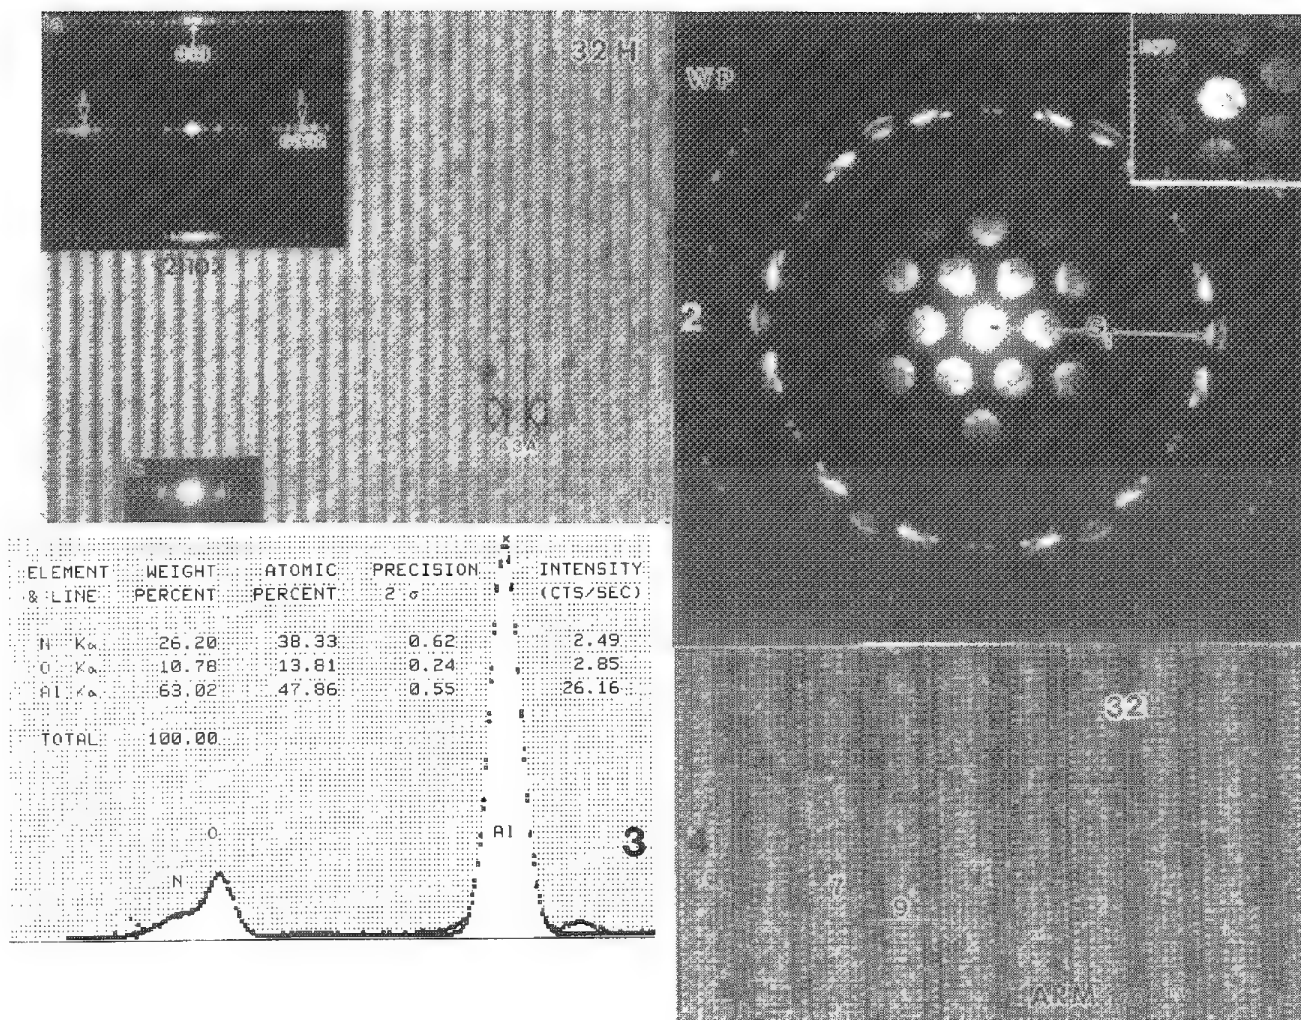 32 H
WP
2
ELEMENT WEIGHT ATOMIC PRECISION INTENSITY
& LINE PERCENT PERCENT 2 σ (CTS/SEC)
N Kα 26.20 38.33 0.62 2.49
O Kα 10.78 13.81 0.24 2.85
Al Kα 63.02 47.86 0.55 26.16
TOTAL 100.00
O
Al
3
N
32
7
9
ARM